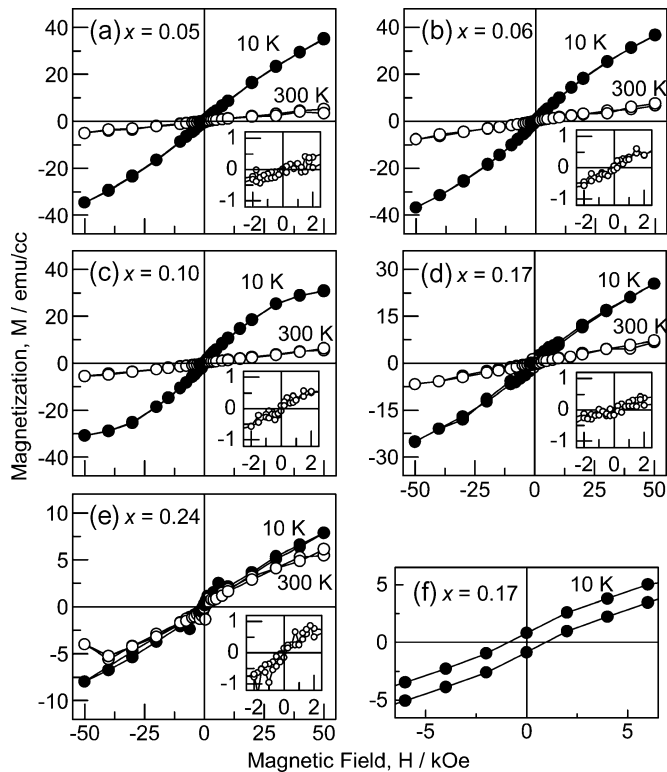 (a) x = 0.05
10 K
300 K
40
20
0
-20
-40
1
0
-1
-2 0 2
(b) x = 0.06
10 K
300 K
40
20
0
-20
-40
1
0
-1
-2 0 2
(c) x = 0.10
10 K
300 K
40
20
0
-20
-40
1
0
-1
-2 0 2
(d) x = 0.17
10 K
300 K
30
15
0
-15
-30
1
0
-1
-2 0 2
-50 -25 0 25 50
(e) x = 0.24
10 K
300 K
10
5
0
-5
-10
1
0
-1
-2 0 2
-50 -25 0 25 50
(f) x = 0.17
10 K
5
0
-5
-5 0 5
Magnetization, M / emu/cc
Magnetic Field, H / kOe